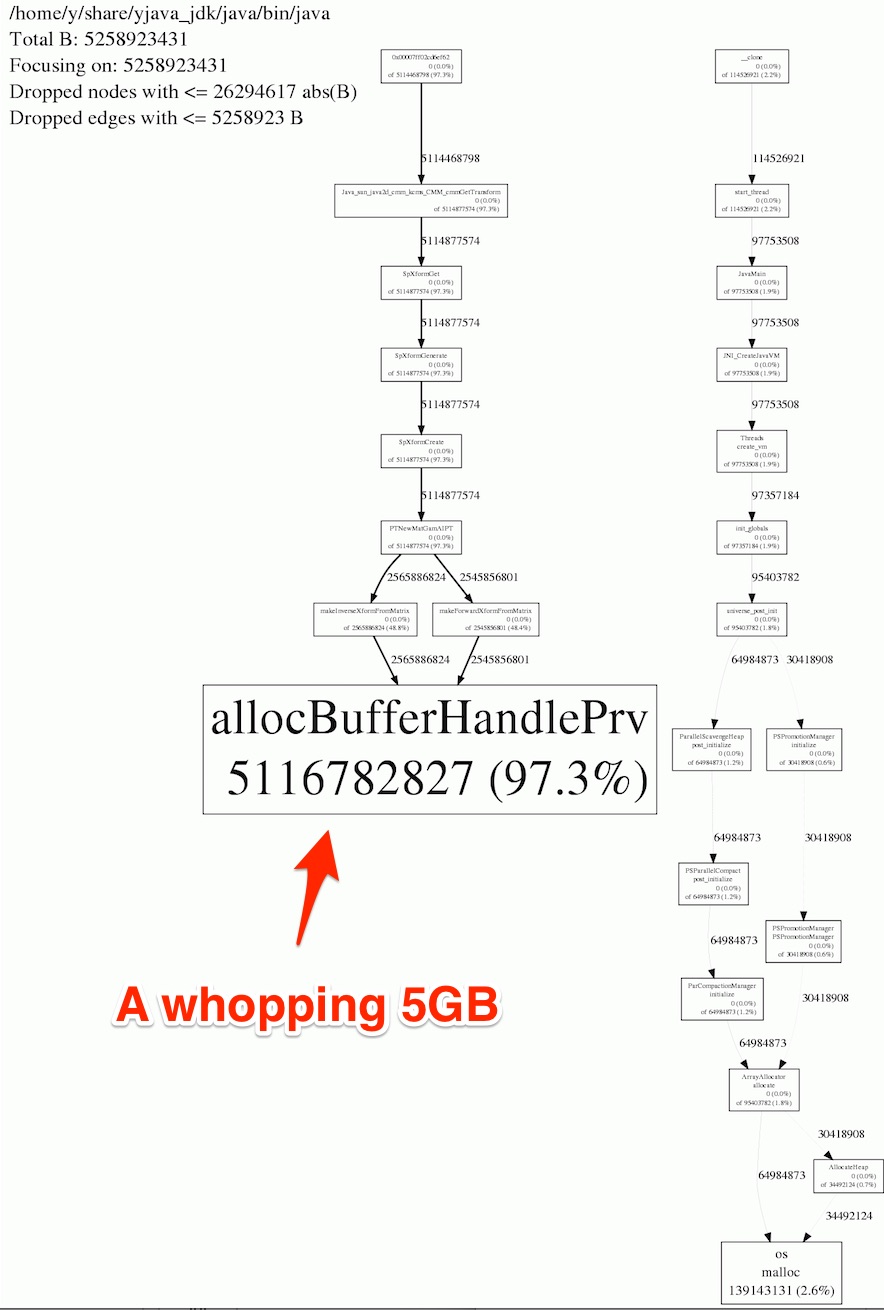 /home/y/share/yjava_jdk/java/bin/java
Total B: 5258923431
Focusing on: 5258923431
Dropped nodes with <= 26294617 abs(B)
Dropped edges with <= 5258923 B
0 (0.0%)
of 5114468798 (97.3%)
5114468798
Java_sun_java2d_cmm_kcms_CMM_cmmGetTransform
0 (0.0%)
of 5114877574 (97.3%)
5114877574
SpXformGet
0 (0.0%)
of 5114877574 (97.3%)
5114877574
SpXformGenerate
0 (0.0%)
of 5114877574 (97.3%)
5114877574
SpXformCreate
0 (0.0%)
of 5114877574 (97.3%)
5114877574
PTNewMatGamAIPT
0 (0.0%)
of 5114877574 (97.3%)
2565886824
2545856801
makeInverseXformFromMatrix
0 (0.0%)
of 2565886824 (48.8%)
makeForwardXformFromMatrix
0 (0.0%)
of 2545856801 (48.4%)
2565886824
2545856801
allocBufferHandlePrv
5116782827 (97.3%)
A whopping 5GB
__clone
0 (0.0%)
of 114526921 (2.2%)
114526921
start_thread
0 (0.0%)
of 114526921 (2.2%)
97753508
JavaMain
0 (0.0%)
of 97753508 (1.9%)
97753508
JNI_CreateJavaVM
0 (0.0%)
of 97753508 (1.9%)
97753508
Threads
create_vm
0 (0.0%)
of 97753508 (1.9%)
97357184
init_globals
0 (0.0%)
of 97357184 (1.9%)
95403782
universe_post_init
0 (0.0%)
of 95403782 (1.8%)
64984873
30418908
ParallelScavengeHeap
post_initialize
0 (0.0%)
of 64984873 (1.2%)
PSPromotionManager
initialize
0 (0.0%)
of 30418908 (0.6%)
64984873
30418908
PSParallelCompact
post_initialize
0 (0.0%)
of 64984873 (1.2%)
64984873
PSPromotionManager
PSPromotionManager
0 (0.0%)
of 30418908 (0.6%)
ParCompactionManager
initialize
0 (0.0%)
of 64984873 (1.2%)
30418908
64984873
ArrayAllocator
allocate
0 (0.0%)
of 95403782 (1.8%)
30418908
64984873
AllocateHeap
0 (0.0%)
of 34492124 (0.7%)
34492124
os
malloc
139143131 (2.6%)